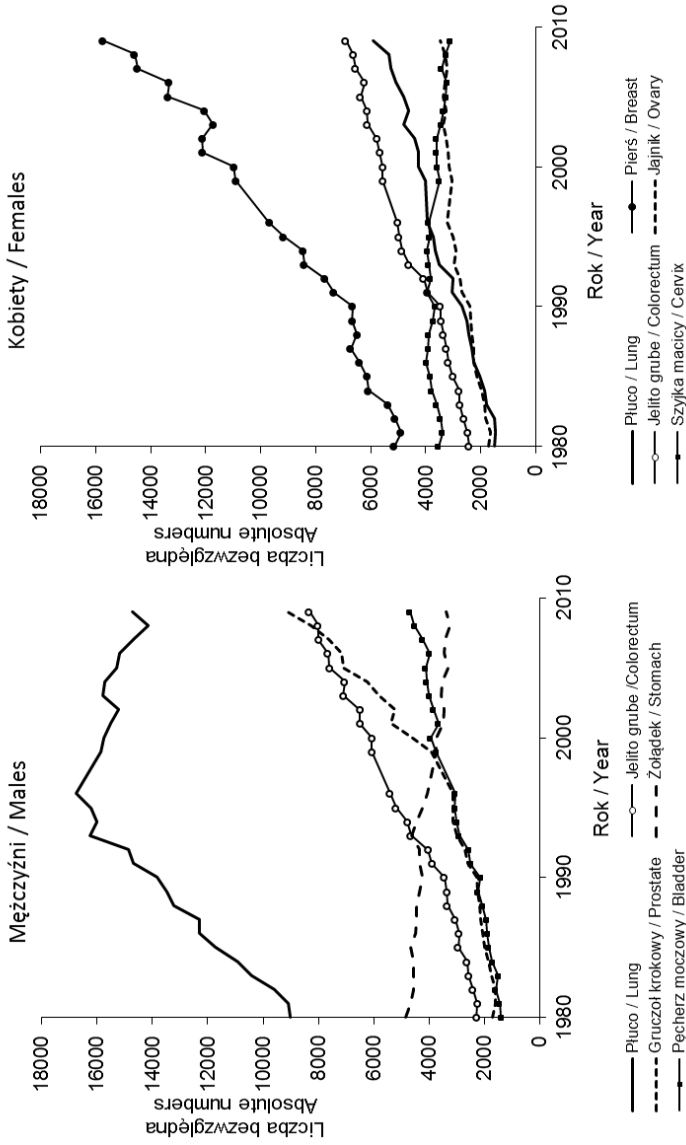 Mężczyźni / Males
Liczba bezwzględna
Absolute numbers
18000
16000
14000
12000
10000
8000
6000
4000
2000
0
1980 1990 2000 2010
Rok / Year
Płuco / Lung Jelito grube /Colorectum
Gruczoł krokowy / Prostate Żołądek / Stomach
Pęcherz moczowy / Bladder
Kobiety / Females
Liczba bezwzględna
Absolute numbers
18000
16000
14000
12000
10000
8000
6000
4000
2000
0
1980 1990 2000 2010
Rok / Year
Płuco / Lung Pierś / Breast
Jelito grube / Colorectum Jajnik / Ovary
Szyjka macicy / Cervix